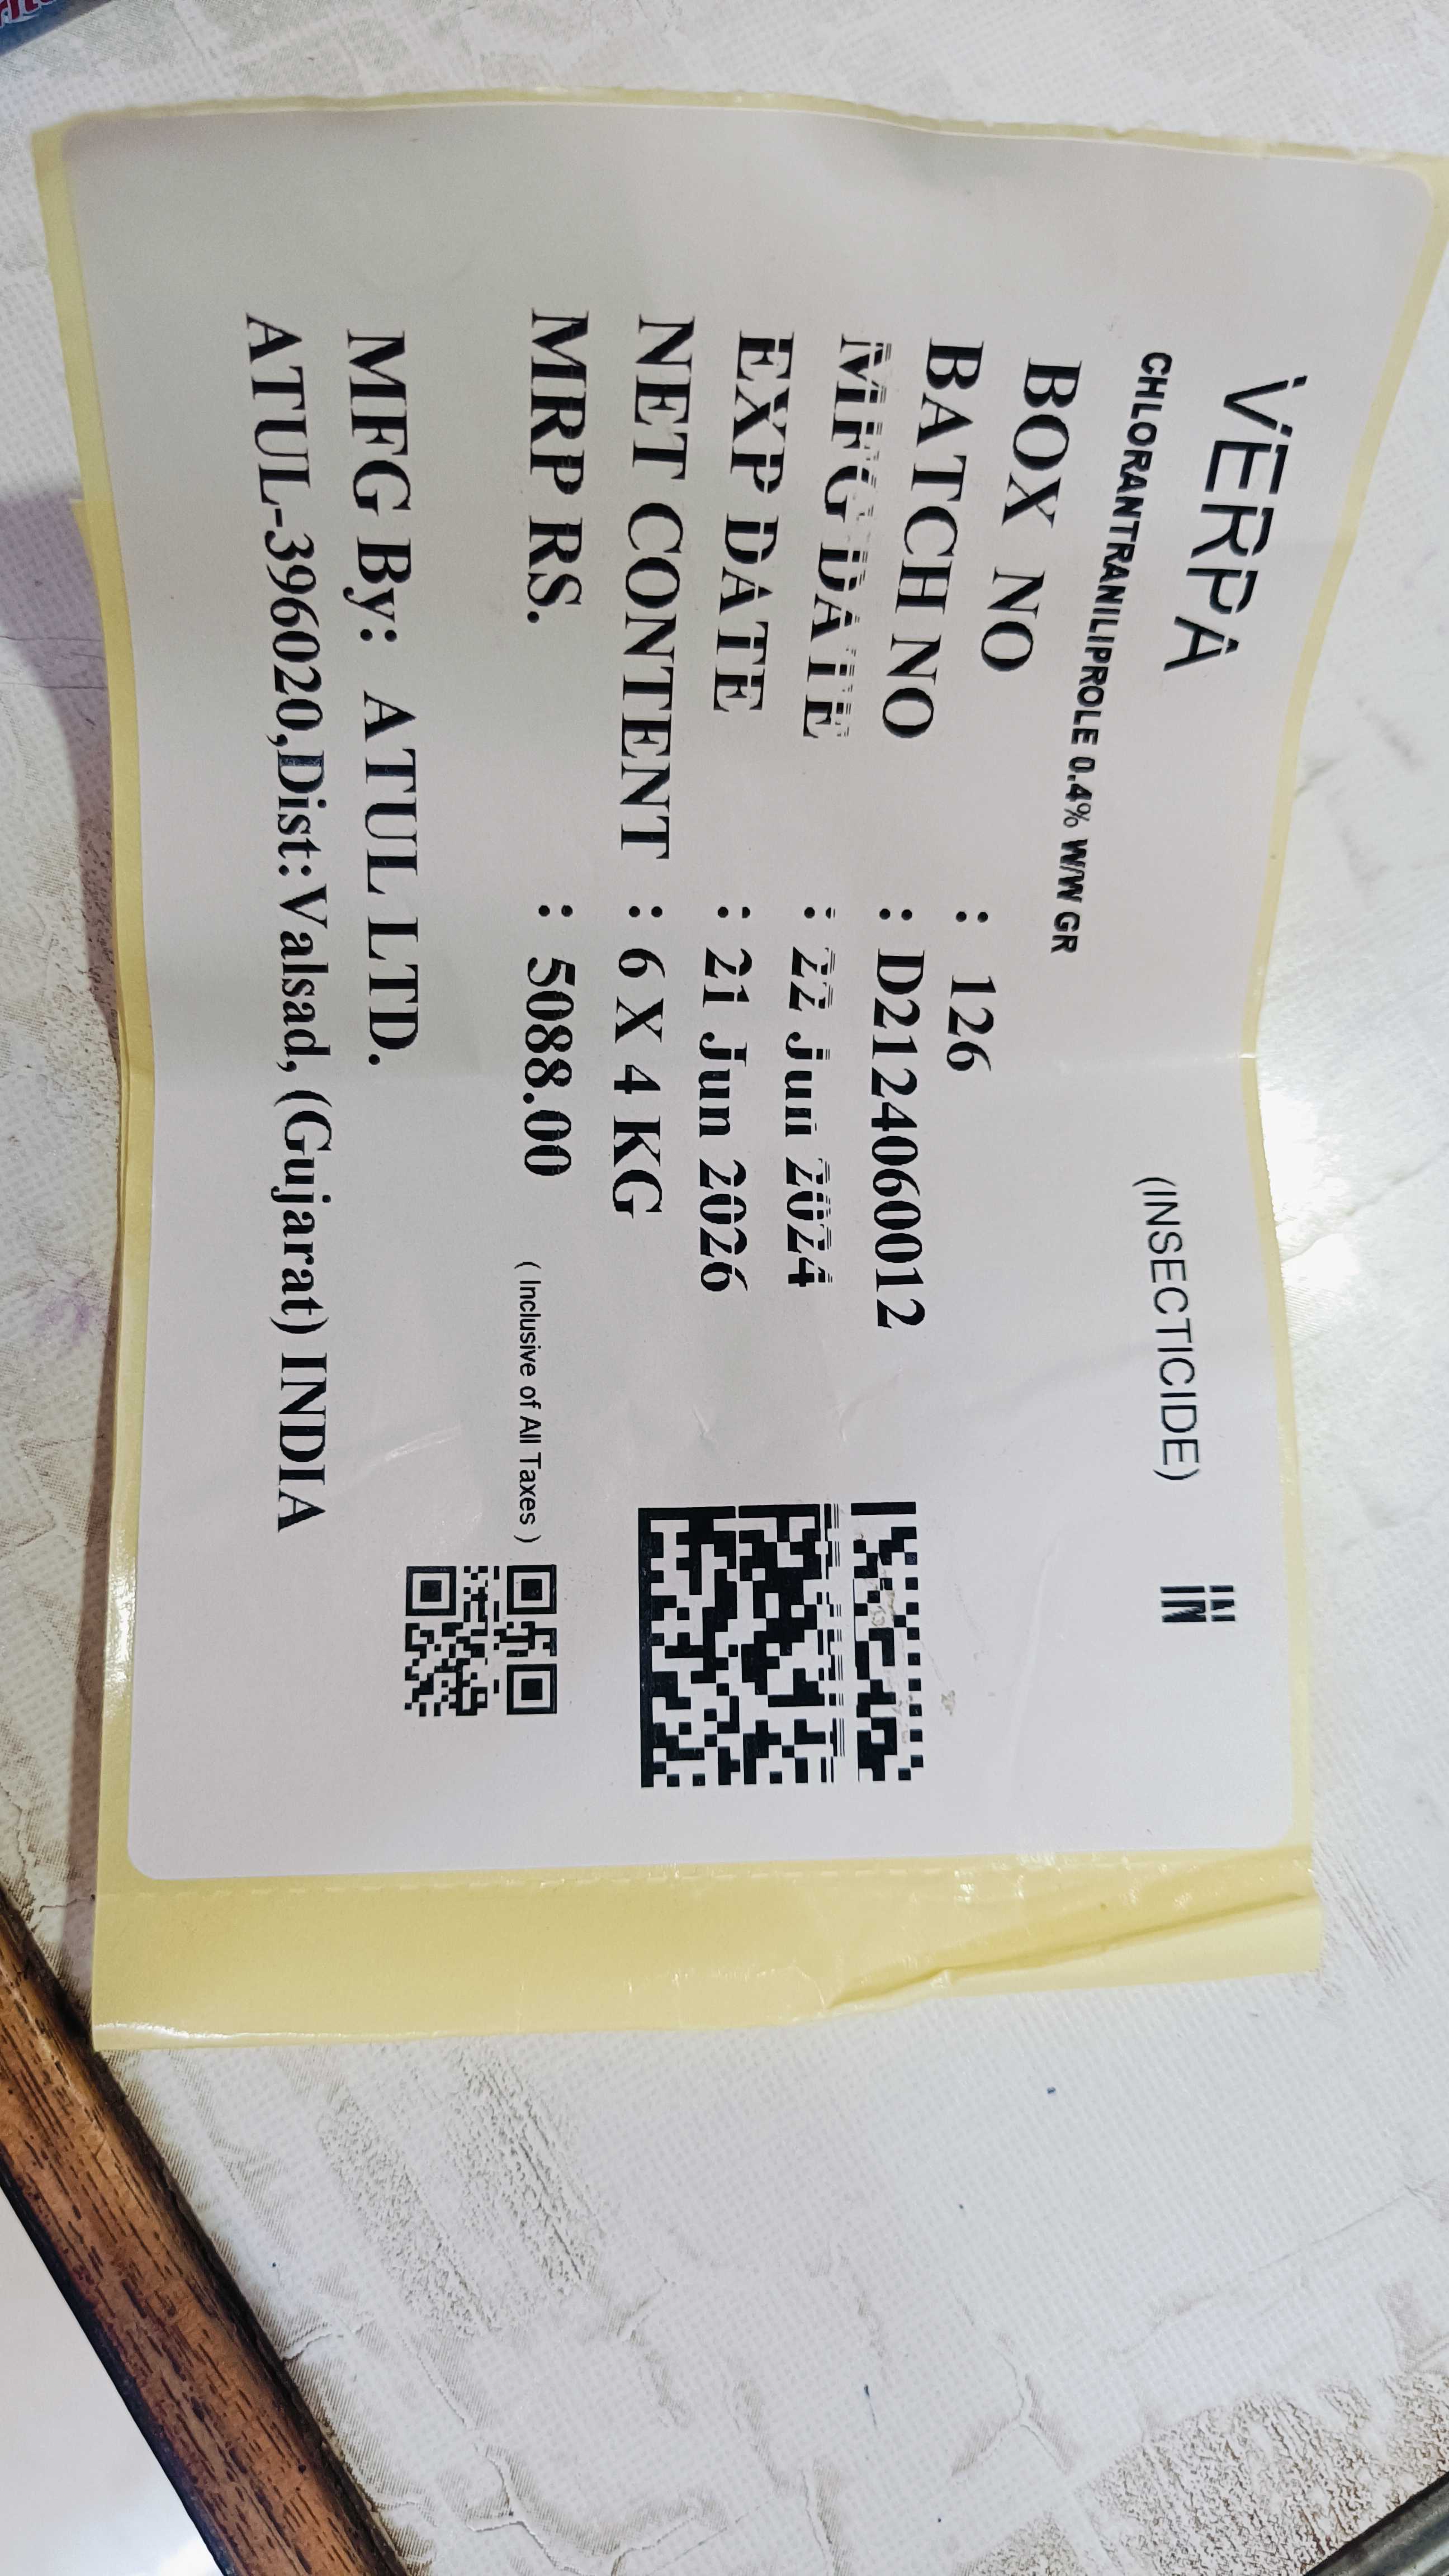 VERPA
CHLORANTRANILIPROLE 0.4% W/W GR
(INSECTICIDE)
BOX NO : 126
BATCH NO : D2124060012
MFG DATE : 22 Jun 2024
EXP DATE : 21 Jun 2026
NET CONTENT : 6 X 4 KG
MRP RS. : 5088.00 ( Inclusive of All Taxes )
MFG By: ATUL LTD.
ATUL-396020,Dist:Valsad, (Gujarat) INDIA